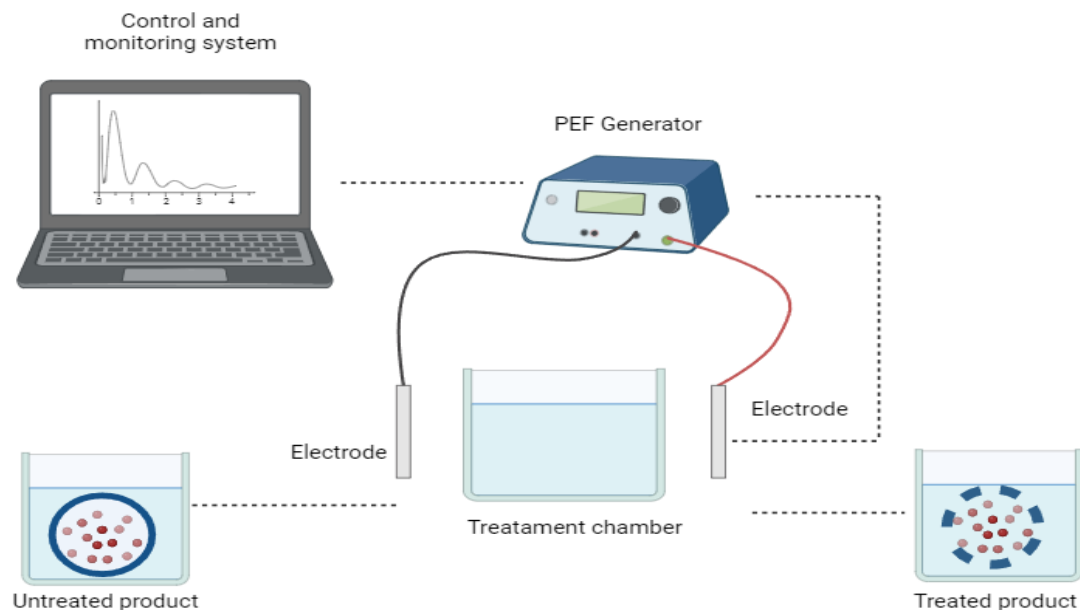 Control and
monitoring system
PEF Generator
0 1 2 3 4
Electrode
Electrode
Treatament chamber
Untreated product
Treated product